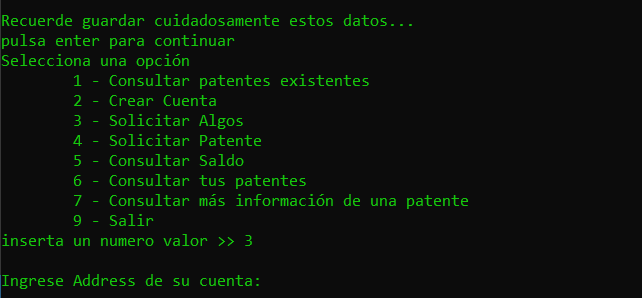 Recuerde guardar cuidadosamente estos datos...
pulsa enter para continuar
Selecciona una opción
1 - Consultar patentes existentes
2 - Crear Cuenta
3 - Solicitar Algos
4 - Solicitar Patente
5 - Consultar Saldo
6 - Consultar tus patentes
7 - Consultar más información de una patente
9 - Salir
inserta un numero valor >> 3
Ingrese Address de su cuenta: